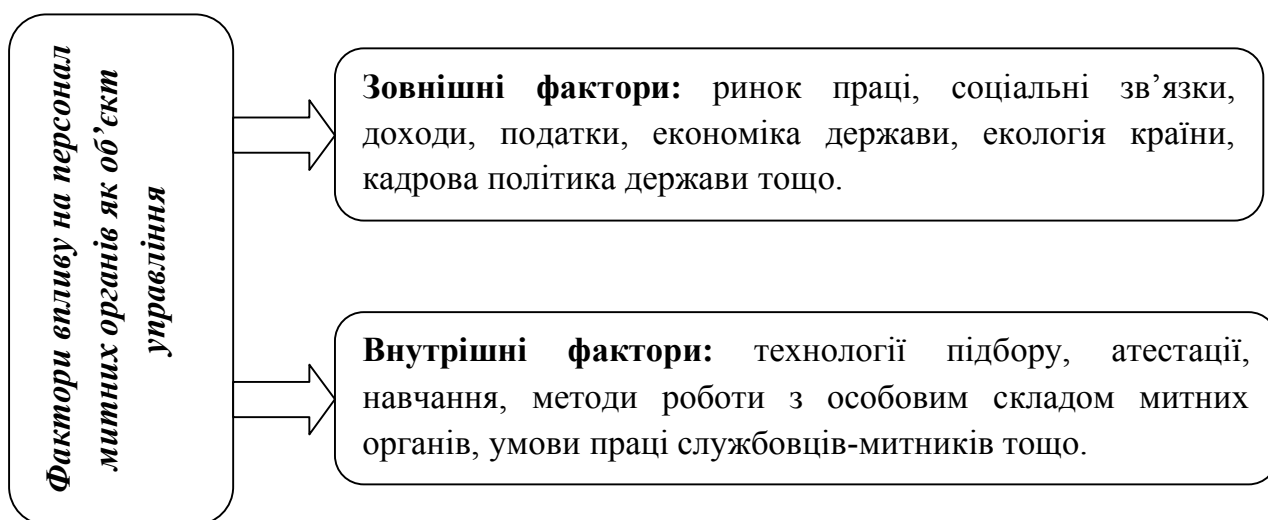 Фактори впливу на персонал
митних органів як об’єкт
управління
Зовнішні фактори: ринок праці, соціальні зв’язки,
доходи, податки, економіка держави, екологія країни,
кадрова політика держави тощо.
Внутрішні фактори: технології підбору, атестації,
навчання, методи роботи з особовим складом митних
органів, умови праці службовців-митників тощо.